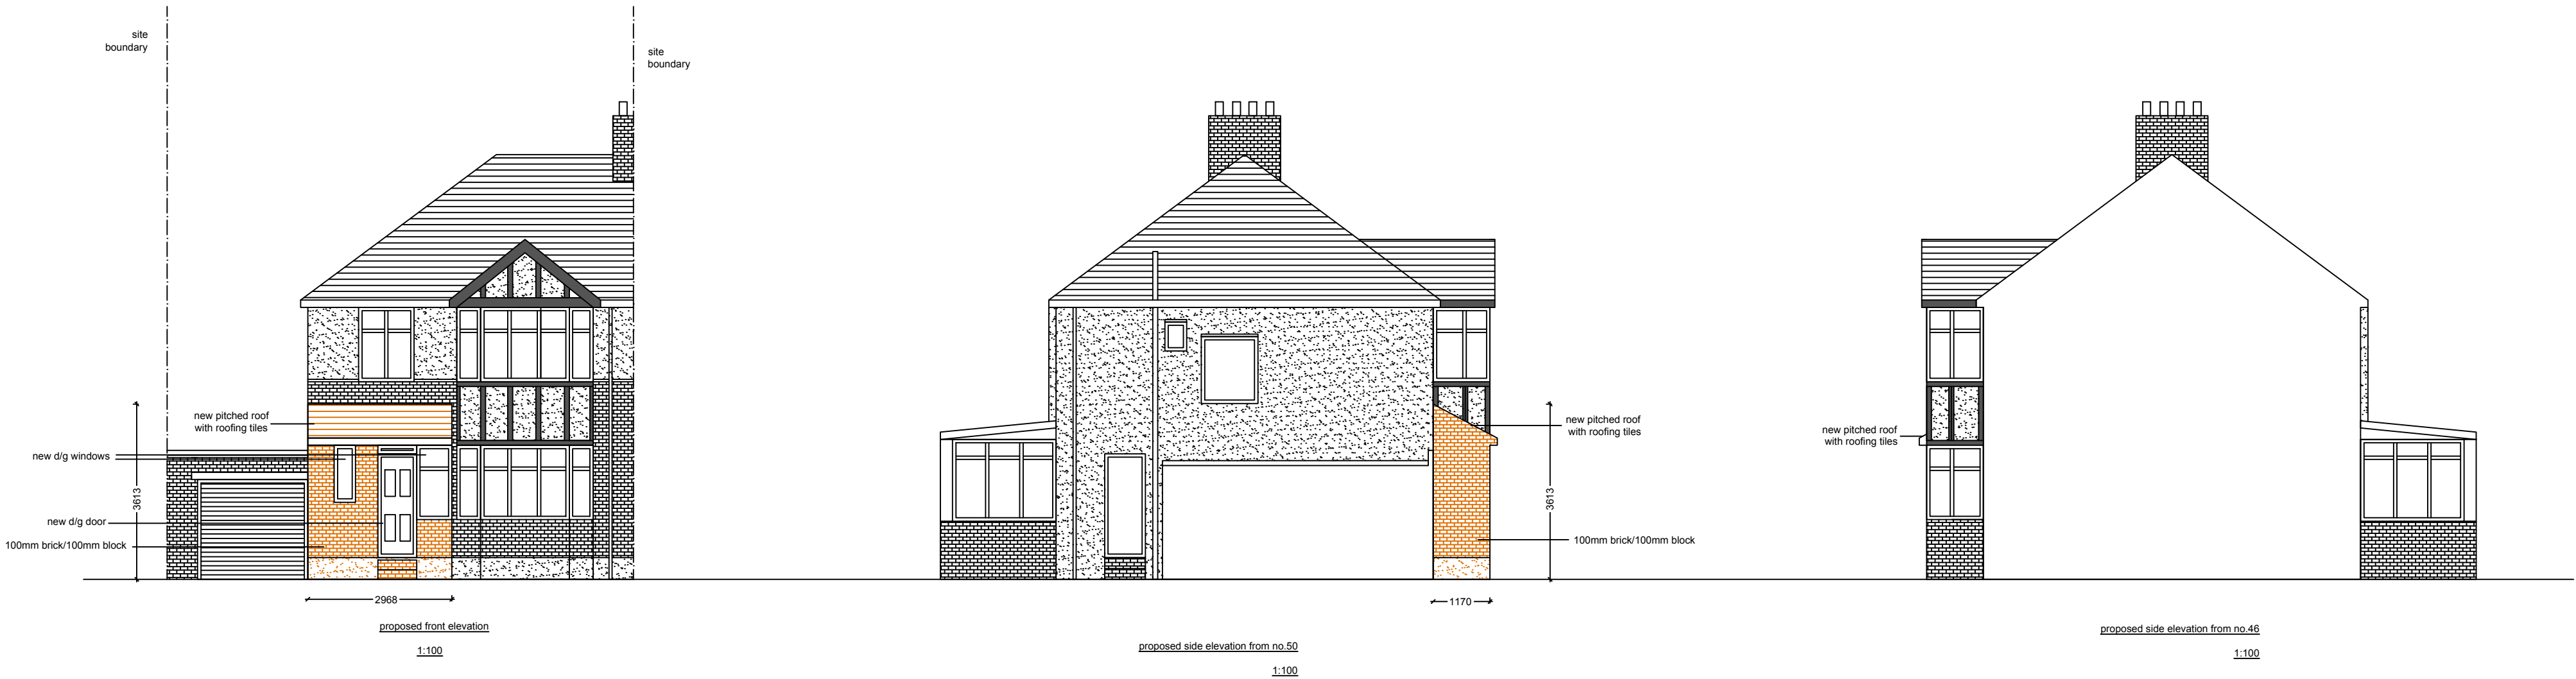 site
boundary
site
boundary
new pitched roof
with roofing tiles
new d/g windows
3613
new d/g door
100mm brick/100mm block
2968
proposed front elevation
1:100
new pitched roof
with roofing tiles
3613
100mm brick/100mm block
1170
proposed side elevation from no.50
1:100
new pitched roof
with roofing tiles
proposed side elevation from no.46
1:100